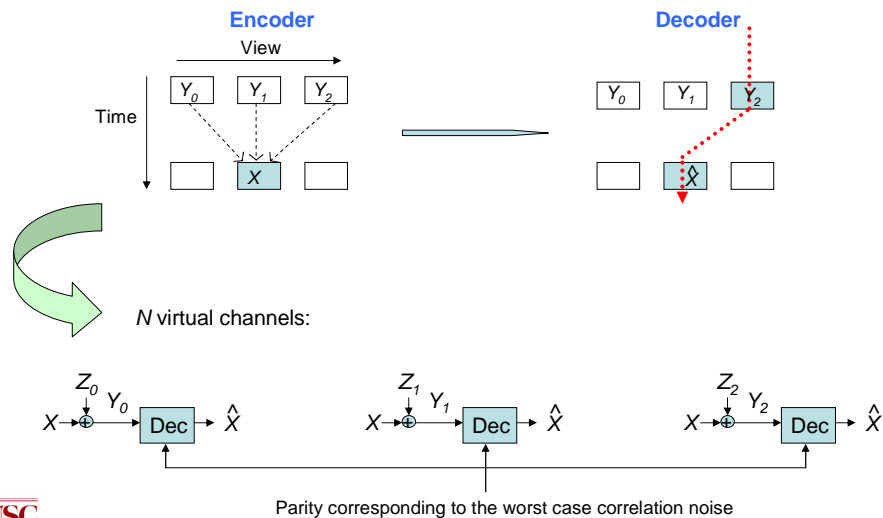 Encoder
Decoder
View
Time
Y0 Y1 Y2
Y0 Y1 Y2
X
X̂
N virtual channels:
Z0 Z1 Z2
X + Y0 Dec X̂
X + Y1 Dec X̂
X + Y2 Dec X̂
Parity corresponding to the worst case correlation noise